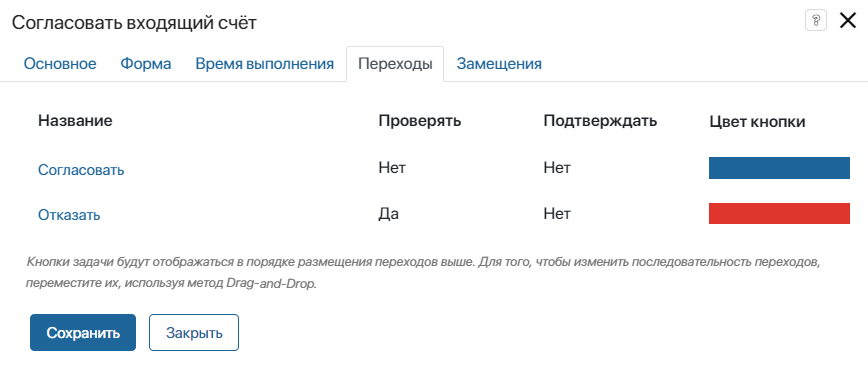 Согласовать входящий счёт
?
Основное Форма Время выполнения Переходы Замещения
Название Проверять Подтверждать Цвет кнопки
Согласовать Нет Нет
Отказать Да Нет
Кнопки задачи будут отображаться в порядке размещения переходов выше. Для того, чтобы изменить последовательность переходов,
переместите их, используя метод Drag-and-Drop.
Сохранить Закрыть